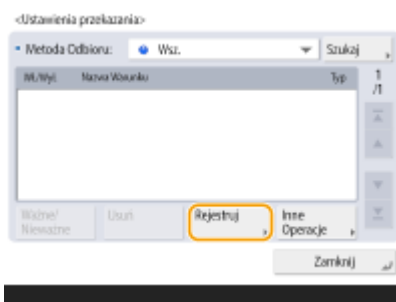 <Ustawienia przekazania>
Metoda Odbioru: Wsz. Szukaj
Wł./Wył. Nazwa Warunku Typ 1
/1
Ważne/ Usuń Rejestruj Inne
Nieważne Operacje
Zamknij